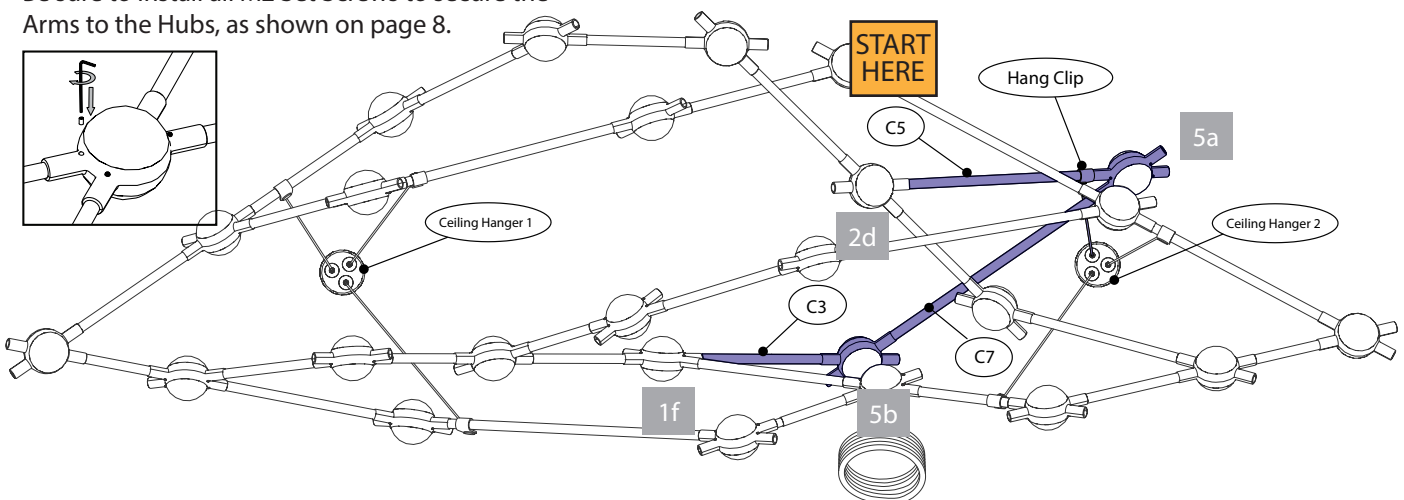 Arms to the Hubs, as shown on page 8.
START
HERE
Hang Clip
C5
5a
Ceiling Hanger 1
2d
Ceiling Hanger 2
C3
C7
1f
5b